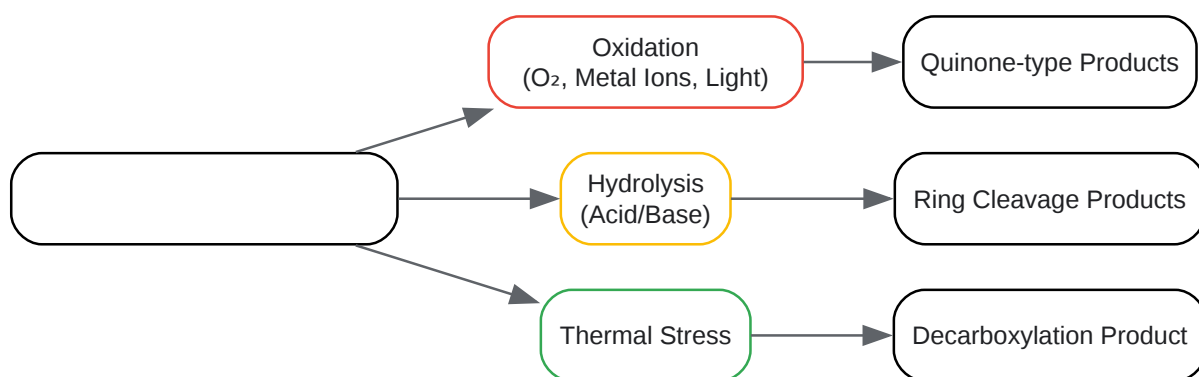 Oxidation
(O₂, Metal Ions, Light)
Quinone-type Products
Hydrolysis
(Acid/Base)
Ring Cleavage Products
Thermal Stress
Decarboxylation Product